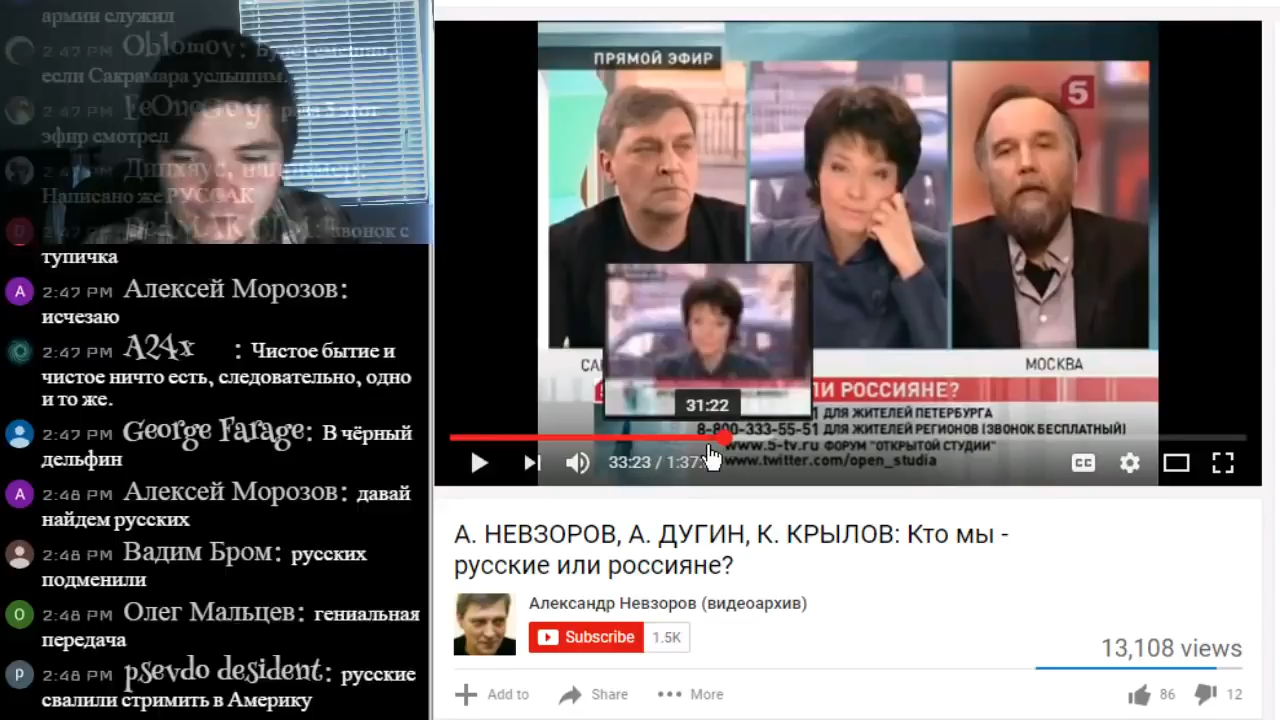 армии служил
2:47 PM Oblomov: Будет смешно,
если Сакрамара услышим.
2:47 PM
эфир смотрел
2:47 PM
Написано же РУССАК
звонок с
тупичка
А 2:47 PM Алексей Морозов:
исчезаю
2:47 PM A24x : Чистое бытие и
чистое ничто есть, следовательно, одно
и то же.
2:47 PM George Farage: В чёрный
дельфин
А 2:48 PM Алексей Морозов: давай
найдем русских
2:48 PM Вадим Бром: русских
подменили
О 2:48 PM Олег Мальцев: гениальная
передача
p 2:48 PM psevdo desident: русские
свалили стримить в Америку
ПРЯМОЙ ЭФИР
5
МОСКВА
ИЛИ РОССИЯНЕ?
ДЛЯ ЖИТЕЛЕЙ ПЕТЕРБУРГА
8-800-333-55-51 ДЛЯ ЖИТЕЛЕЙ РЕГИОНОВ (ЗВОНОК БЕСПЛАТНЫЙ)
www.5-tv.ru ФОРУМ "ОТКРЫТОЙ СТУДИИ"
www.twitter.com/open_studia
31:22
33:23 / 1:37:
CC
А. НЕВЗОРОВ, А. ДУГИН, К. КРЫЛОВ: Кто мы -
русские или россияне?
Александр Невзоров (видеоархив)
Subscribe 1.5K
13,108 views
Add to Share More 86 12